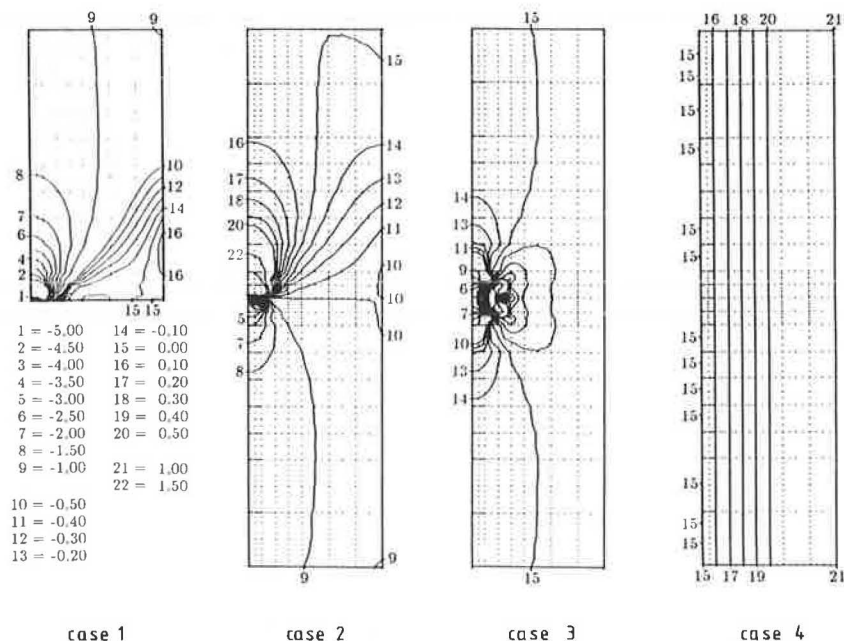 9 9 15 16 18 20 21
15
15
15
16 14 15
10
8 12 13 15
17
14 18 12 14
7 16 20 11 13
6
4 22 10 11 15
2 16 9
1 10 6 15
15 15 5 7
7 10 15
8 10 13 15
14 15
1 = -5.00 14 = -0.10
2 = -4.50 15 = 0.00
3 = -4.00 16 = 0.10
4 = -3.50 17 = 0.20
5 = -3.00 18 = 0.30
6 = -2.50 19 = 0.40
7 = -2.00 20 = 0.50
8 = -1.50
9 = -1.00 21 = 1.00
22 = 1.50
10 = -0.50
11 = -0.40
12 = -0.30
13 = -0.20
15
15
9
9 15 15 17 19 21
case 1 case 2 case 3 case 4